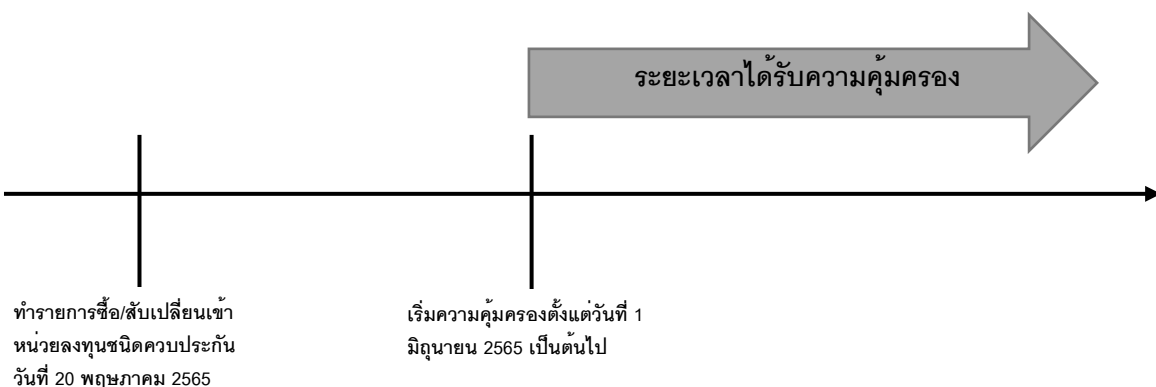 ระยะเวลาได้รับความคุ้มครอง
ทำรายการซื้อ/สับเปลี่ยนเข้า
หน่วยลงทุนชนิดควบประกัน
วันที่ 20 พฤษภาคม 2565
เริ่มความคุ้มครองตั้งแต่วันที่ 1
มิถุนายน 2565 เป็นต้นไป